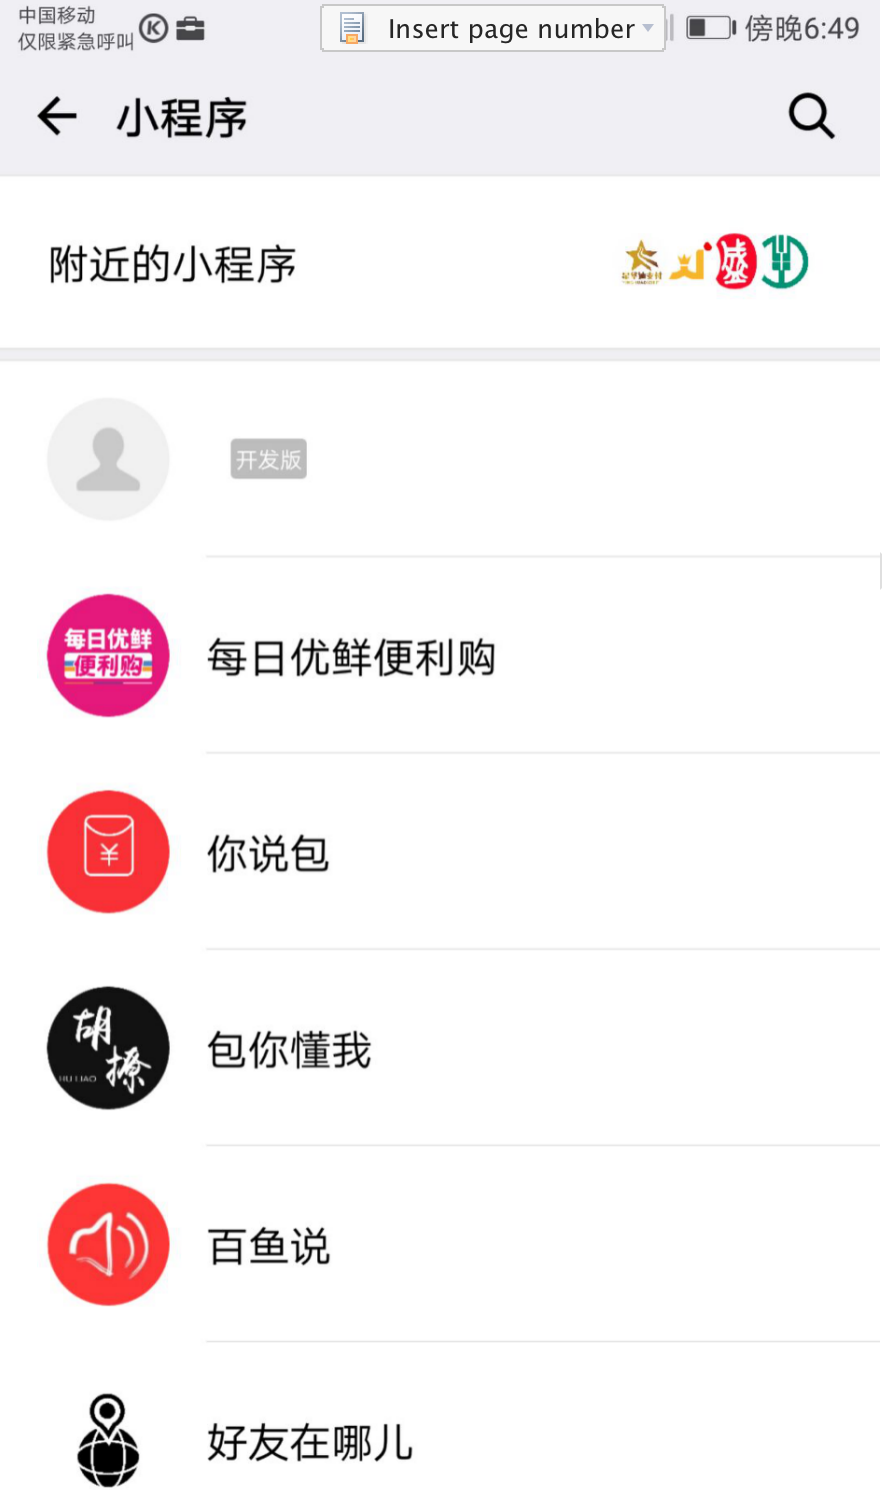 中国移动
仅限紧急呼叫
Insert page number
傍晚6:49
小程序
附近的小程序
盛
开发版
每日优鲜
便利购
每日优鲜便利购
¥
你说包
胡
撩
HU LIAO
包你懂我
百鱼说
好友在哪儿